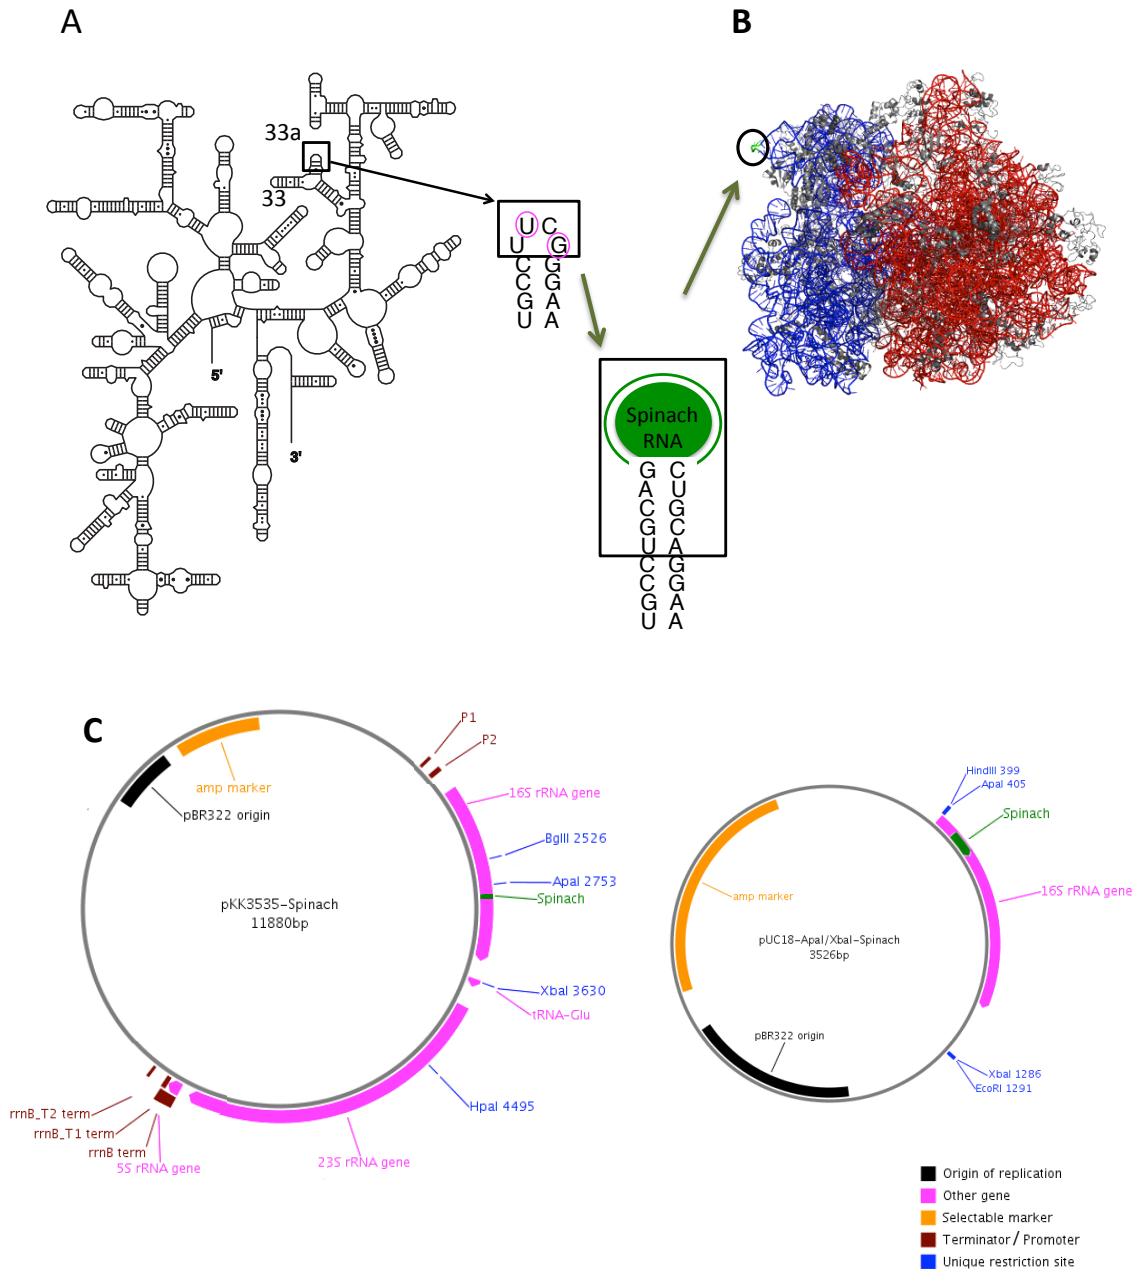 A
B
33a
33
5'
3'
U C
U G
C G
C G
G A
U A
Spinach
RNA
G C
A U
C G
G C
U A
C G
C G
G A
U A
C
P1
P2
amp marker
pBR322 origin
16S rRNA gene
BglII 2526
ApaI 2753
Spinach
pKK3535-Spinach
11880bp
XbaI 3630
tRNA-Glu
HpaI 4495
rrnB_T2 term
rrnB_T1 term
rrnB term
5S rRNA gene
23S rRNA gene
HindIII 399
ApaI 405
Spinach
16S rRNA gene
amp marker
pUC18-ApaI/XbaI-Spinach
3526bp
pBR322 origin
XbaI 1286
EcoRI 1291
Origin of replication
Other gene
Selectable marker
Terminator / Promoter
Unique restriction site